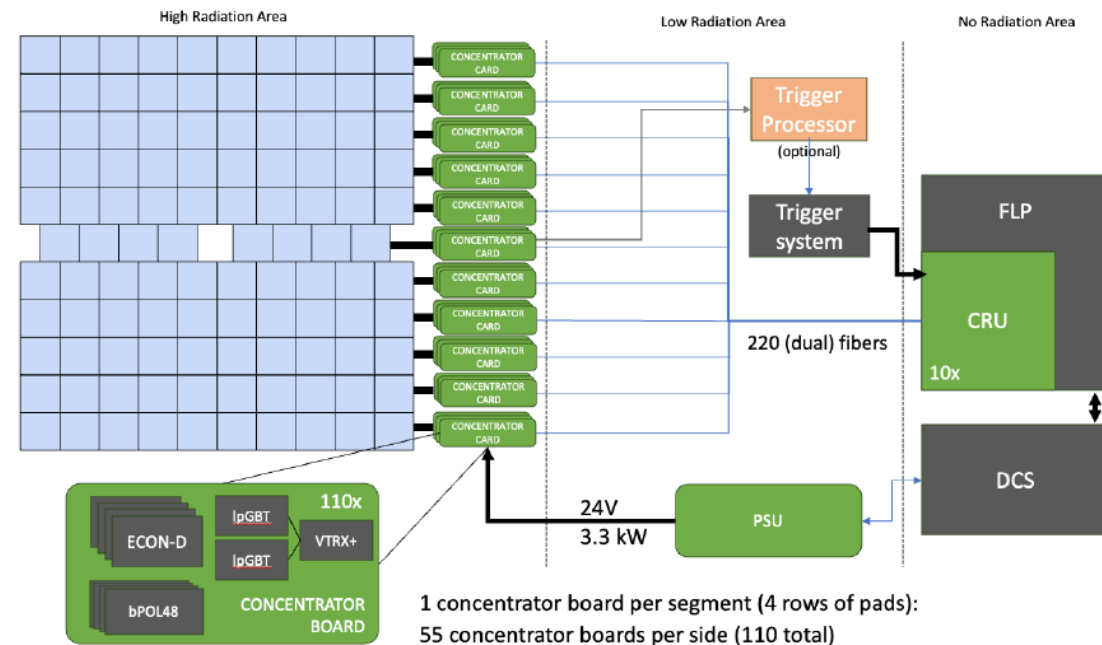 High Radiation Area
Low Radiation Area
No Radiation Area
CONCENTRATOR
CARD
CONCENTRATOR
CARD
CONCENTRATOR
CARD
CONCENTRATOR
CARD
CONCENTRATOR
CARD
CONCENTRATOR
CARD
CONCENTRATOR
CARD
CONCENTRATOR
CARD
CONCENTRATOR
CARD
CONCENTRATOR
CARD
CONCENTRATOR
CARD
Trigger
Processor
(optional)
Trigger
system
FLP
CRU
10x
220 (dual) fibers
DCS
PSU
24V
3.3 kW
110x
ECON-D
lpGBT
lpGBT
VTRX+
bPOL48
CONCENTRATOR
BOARD
1 concentrator board per segment (4 rows of pads):
55 concentrator boards per side (110 total)